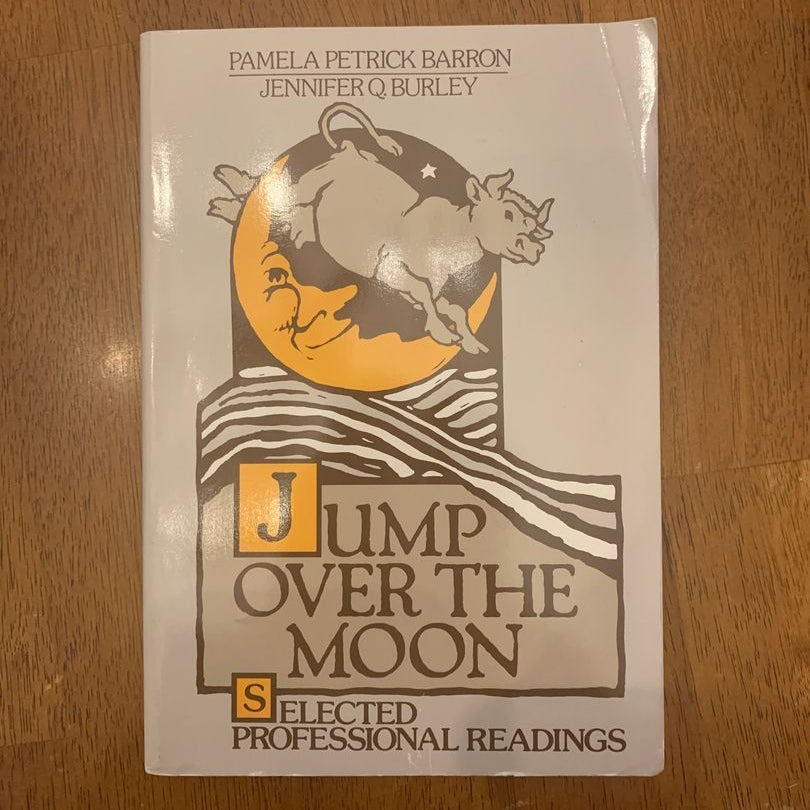 PAMELA PETRICK BARRON
JENNIFER Q. BURLEY
JUMP
OVER THE
MOON
SELECTED
PROFESSIONAL READINGS